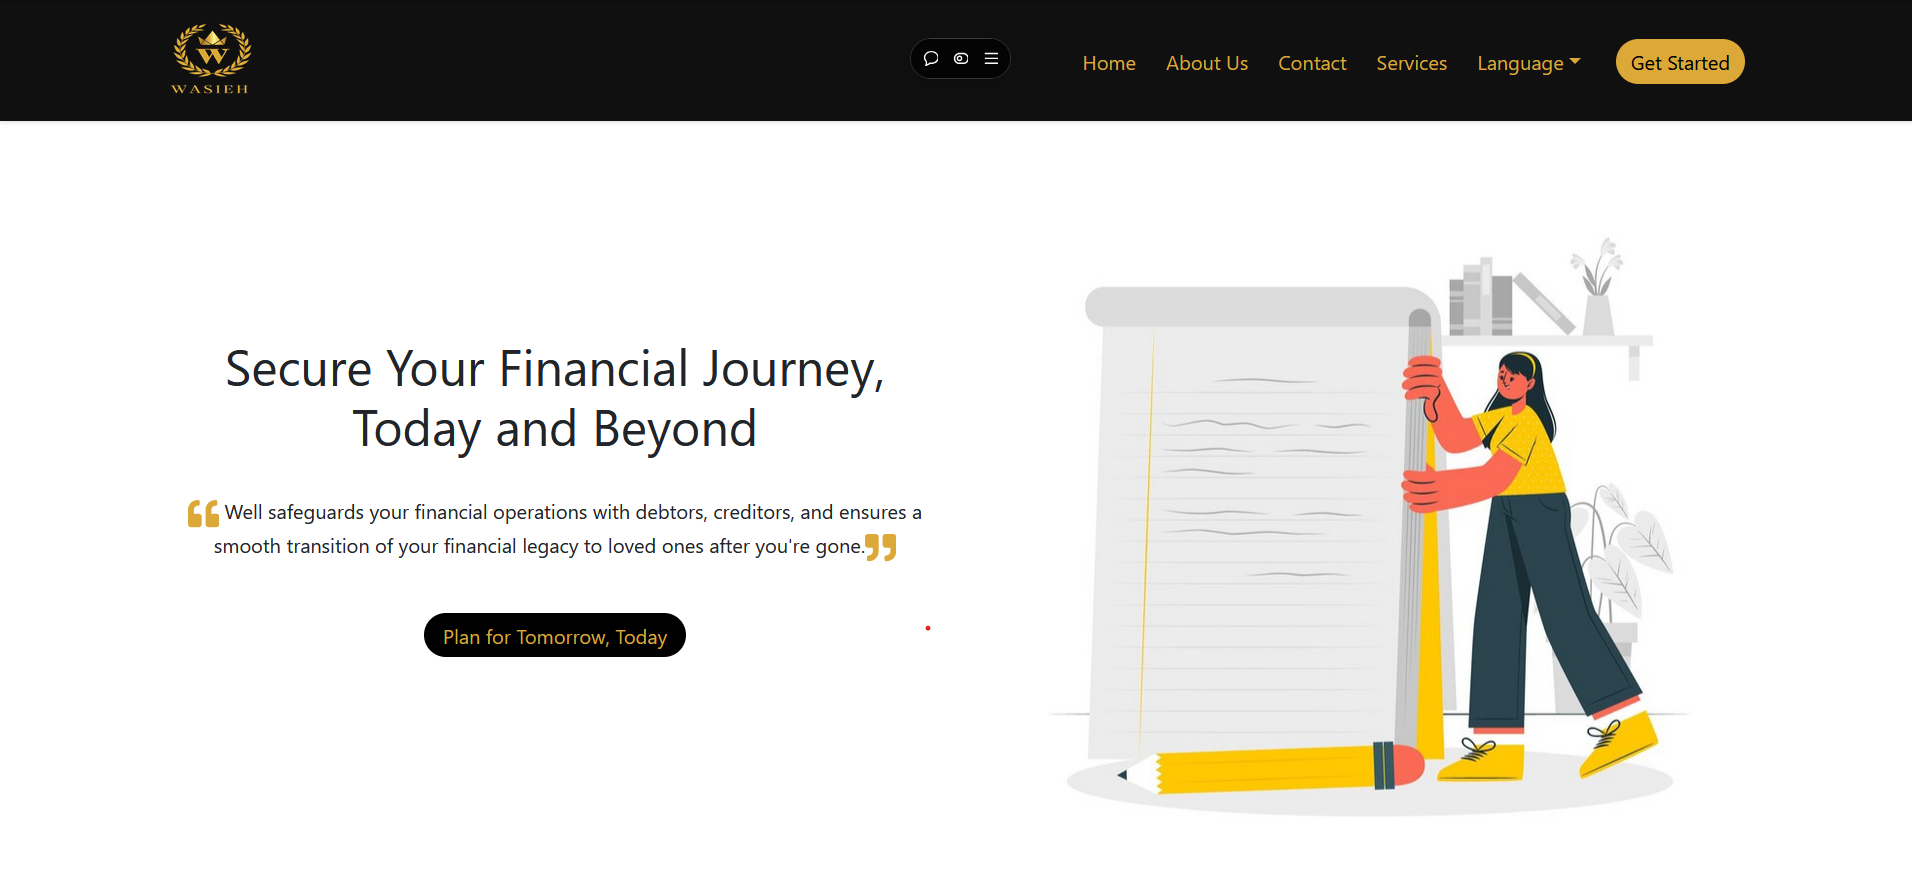 W
WASIEH
Home About Us Contact Services Language Get Started
Secure Your Financial Journey,
Today and Beyond
“ Well safeguards your financial operations with debtors, creditors, and ensures a
smooth transition of your financial legacy to loved ones after you're gone.”
Plan for Tomorrow, Today